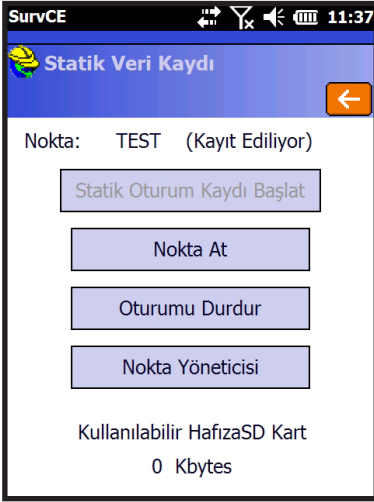 SurvCE 11:37
Statik Veri Kaydı
Nokta: TEST (Kayıt Ediliyor)
Statik Oturum Kaydı Başlat
Nokta At
Oturumu Durdur
Nokta Yöneticisi
Kullanılabilir HafızaSD Kart
0 Kbytes